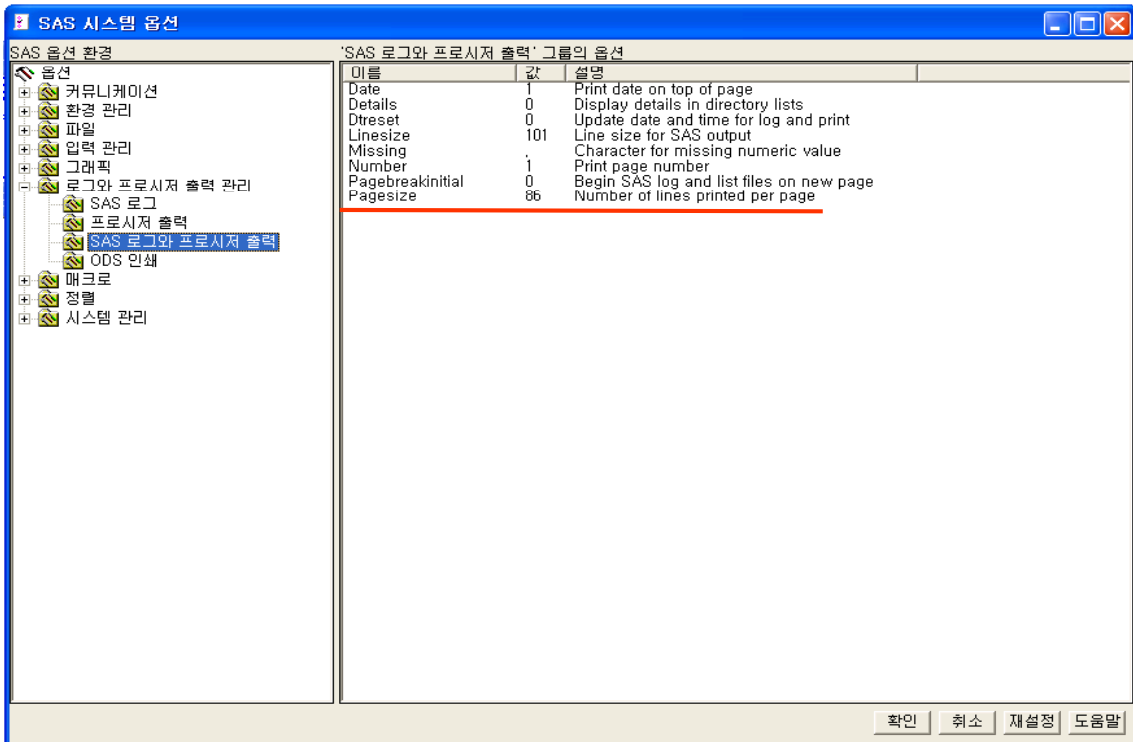 SAS 시스템 옵션
SAS 옵션 환경
옵션
커뮤니케이션
환경 관리
파일
입력 관리
그래픽
로그와 프로시저 출력 관리
SAS 로그
프로시저 출력
SAS 로그와 프로시저 출력
ODS 인쇄
매크로
정렬
시스템 관리
'SAS 로그와 프로시저 출력' 그룹의 옵션
이름 값 설명
Date 1 Print date on top of page
Details 0 Display details in directory lists
Dtreset 0 Update date and time for log and print
Linesize 101 Line size for SAS output
Missing . Character for missing numeric value
Number 1 Print page number
Pagebreakinitial 0 Begin SAS log and list files on new page
Pagesize 86 Number of lines printed per page
확인 취소 재설정 도움말